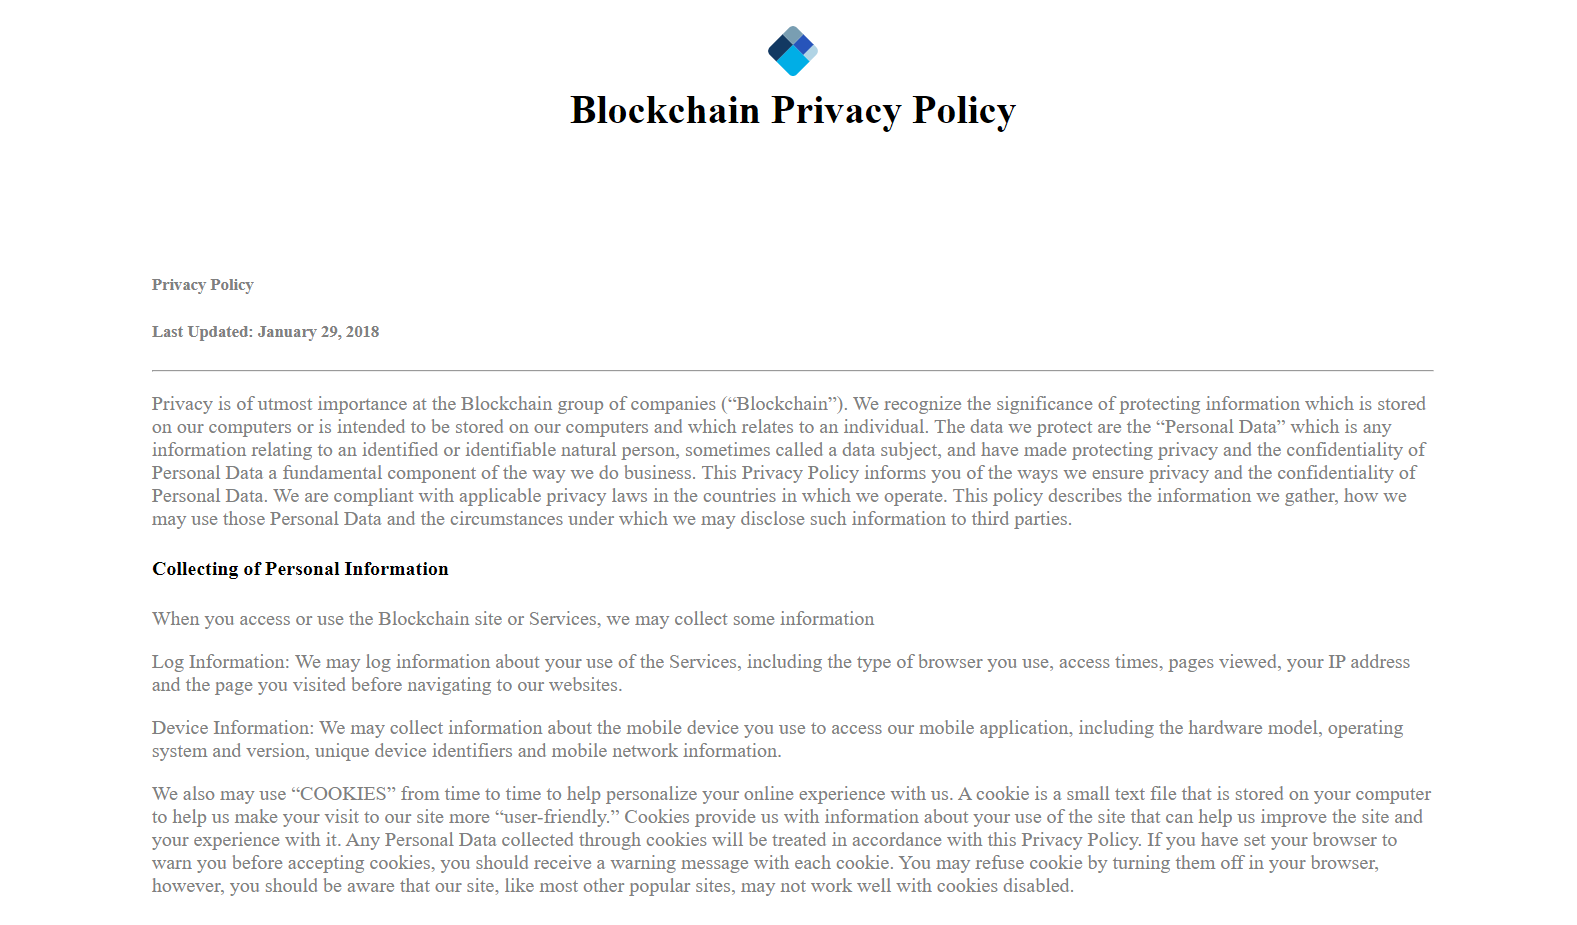 Blockchain Privacy Policy
Privacy Policy
Last Updated: January 29, 2018
Privacy is of utmost importance at the Blockchain group of companies (“Blockchain”). We recognize the significance of protecting information which is stored
on our computers or is intended to be stored on our computers and which relates to an individual. The data we protect are the “Personal Data” which is any
information relating to an identified or identifiable natural person, sometimes called a data subject, and have made protecting privacy and the confidentiality of
Personal Data a fundamental component of the way we do business. This Privacy Policy informs you of the ways we ensure privacy and the confidentiality of
Personal Data. We are compliant with applicable privacy laws in the countries in which we operate. This policy describes the information we gather, how we
may use those Personal Data and the circumstances under which we may disclose such information to third parties.
Collecting of Personal Information
When you access or use the Blockchain site or Services, we may collect some information
Log Information: We may log information about your use of the Services, including the type of browser you use, access times, pages viewed, your IP address
and the page you visited before navigating to our websites.
Device Information: We may collect information about the mobile device you use to access our mobile application, including the hardware model, operating
system and version, unique device identifiers and mobile network information.
We also may use “COOKIES” from time to time to help personalize your online experience with us. A cookie is a small text file that is stored on your computer
to help us make your visit to our site more “user-friendly.” Cookies provide us with information about your use of the site that can help us improve the site and
your experience with it. Any Personal Data collected through cookies will be treated in accordance with this Privacy Policy. If you have set your browser to
warn you before accepting cookies, you should receive a warning message with each cookie. You may refuse cookie by turning them off in your browser,
however, you should be aware that our site, like most other popular sites, may not work well with cookies disabled.